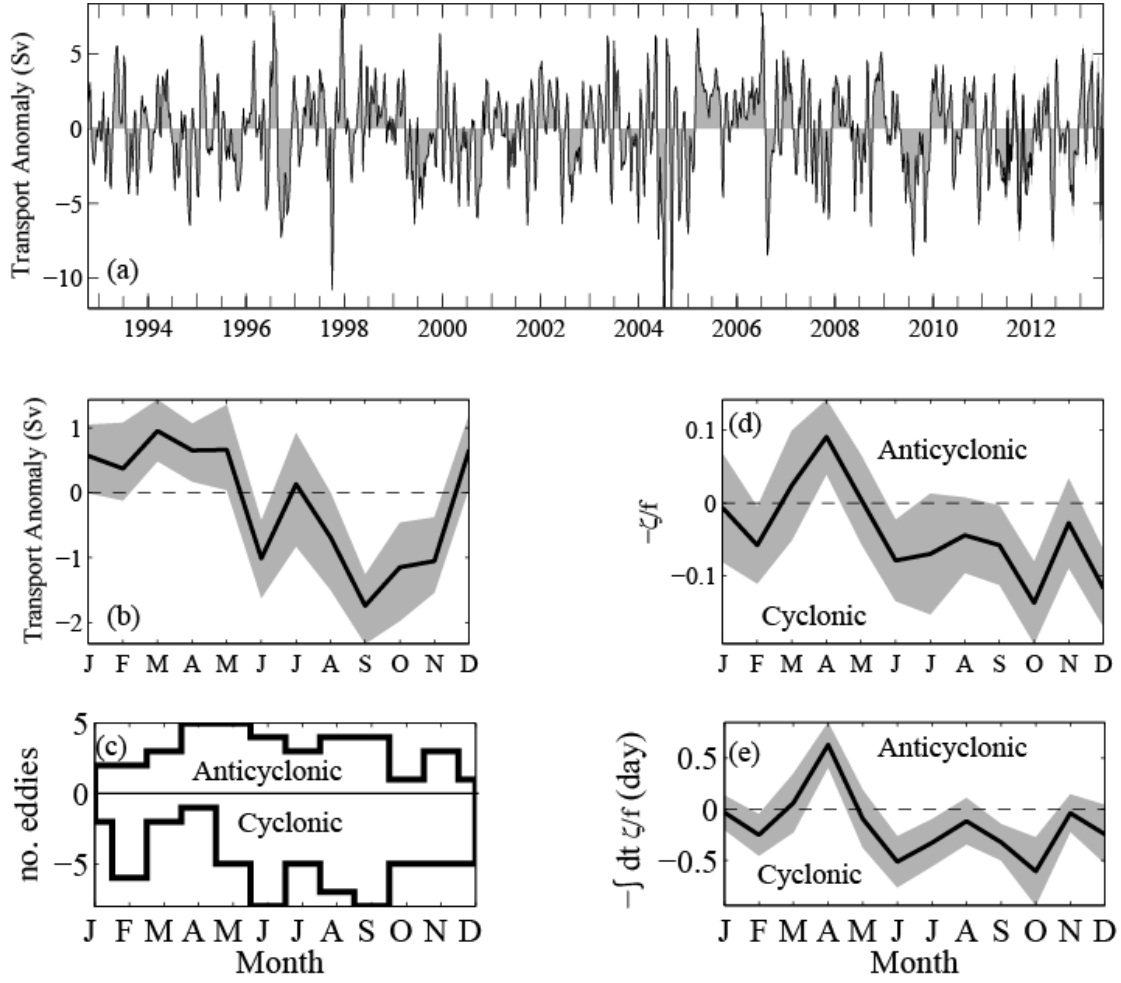 Transport Anomaly (Sv)
5
0
−5
−10
(a)
1994 1996 1998 2000 2002 2004 2006 2008 2010 2012
Transport Anomaly (Sv)
1
0
−1
−2
(b)
J F M A M J J A S O N D
−ζ/f
0.1
0
−0.1
(d)
Anticyclonic
Cyclonic
J F M A M J J A S O N D
no. eddies
5
0
−5
(c)
Anticyclonic
Cyclonic
J F M A M J J A S O N D
Month
−∫ dt ζ/f (day)
0.5
0
−0.5
(e)
Anticyclonic
Cyclonic
J F M A M J J A S O N D
Month